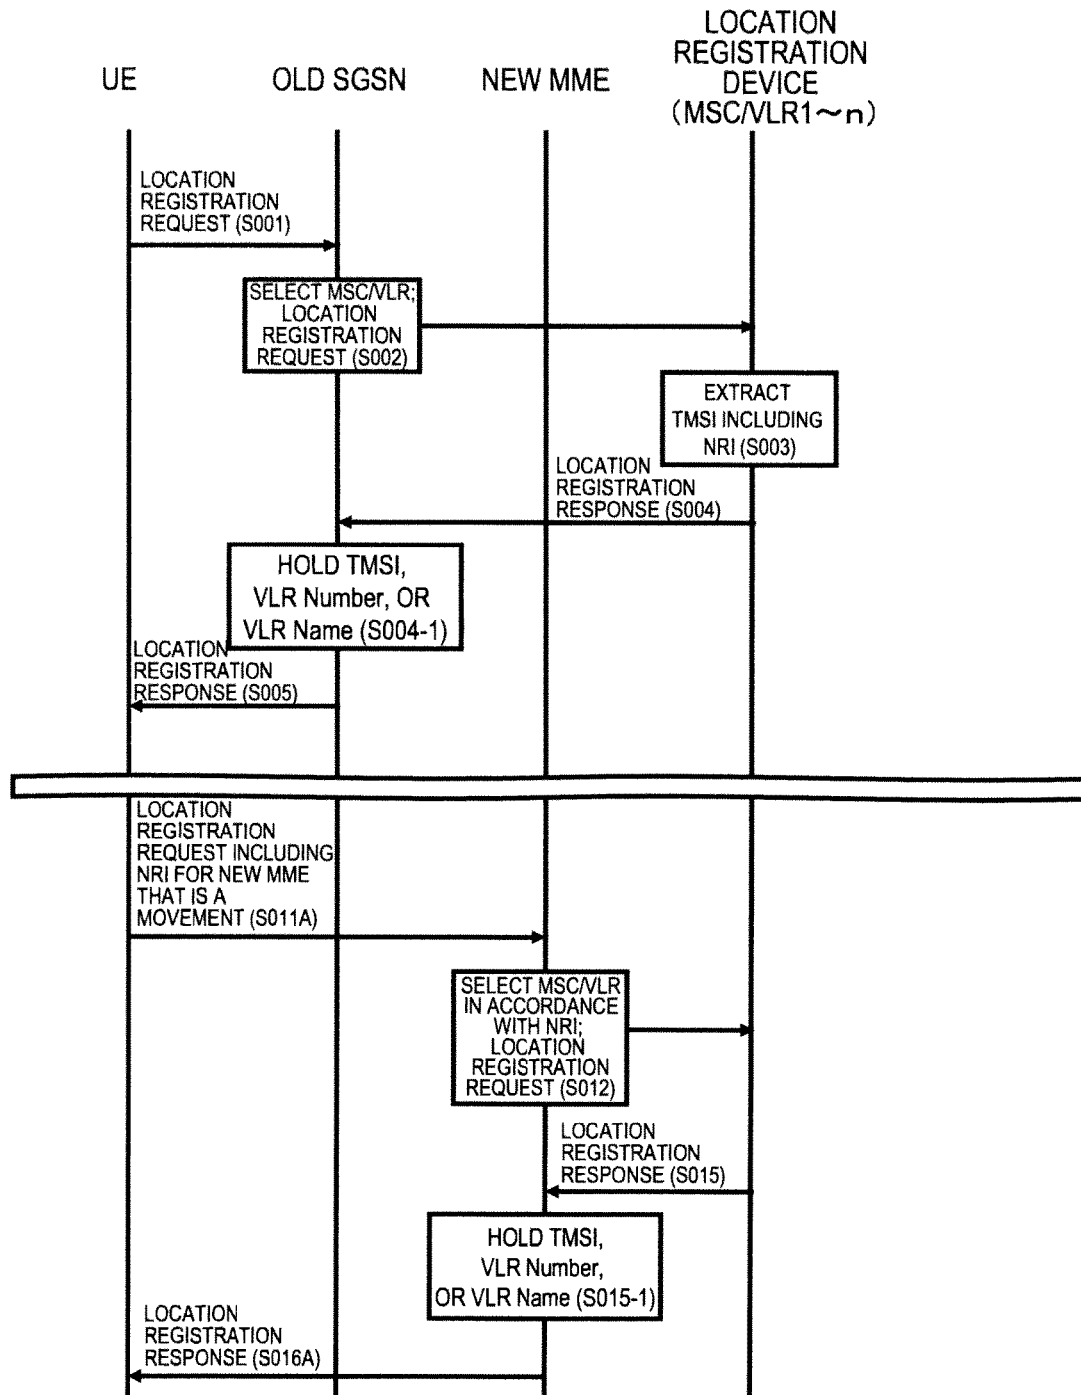 UE
OLD SGSN
NEW MME
LOCATION
REGISTRATION
DEVICE
(MSC/VLR1～n)
LOCATION
REGISTRATION
REQUEST (S001)
SELECT MSC/VLR;
LOCATION
REGISTRATION
REQUEST (S002)
EXTRACT
TMSI INCLUDING
NRI (S003)
LOCATION
REGISTRATION
RESPONSE (S004)
HOLD TMSI,
VLR Number, OR
VLR Name (S004-1)
LOCATION
REGISTRATION
RESPONSE (S005)
LOCATION
REGISTRATION
REQUEST INCLUDING
NRI FOR NEW MME
THAT IS A
MOVEMENT (S011A)
SELECT MSC/VLR
IN ACCORDANCE
WITH NRI;
LOCATION
REGISTRATION
REQUEST (S012)
LOCATION
REGISTRATION
RESPONSE (S015)
HOLD TMSI,
VLR Number,
OR VLR Name (S015-1)
LOCATION
REGISTRATION
RESPONSE (S016A)